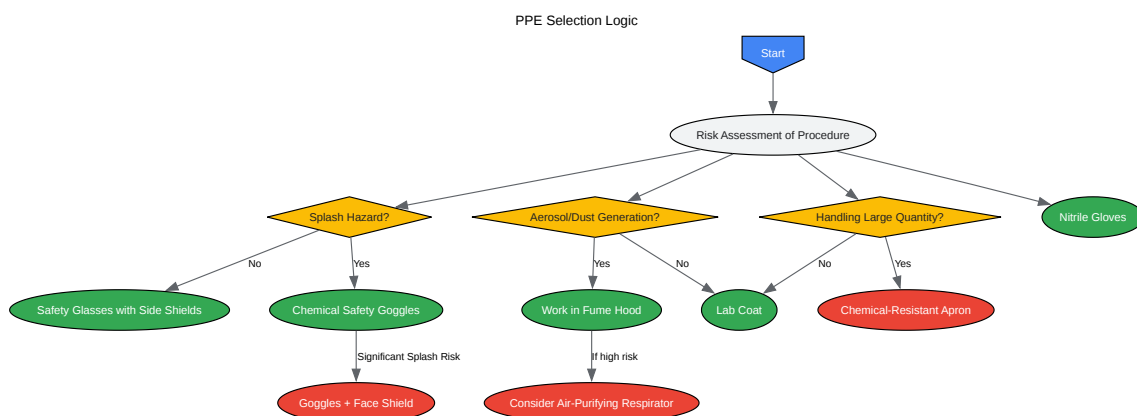 PPE Selection Logic
Start
Risk Assessment of Procedure
Splash Hazard?
Aerosol/Dust Generation?
Handling Large Quantity?
Nitrile Gloves
No
Yes
Yes
No
No
Yes
Safety Glasses with Side Shields
Chemical Safety Goggles
Work in Fume Hood
Lab Coat
Chemical-Resistant Apron
Significant Splash Risk
If high risk
Goggles + Face Shield
Consider Air-Purifying Respirator